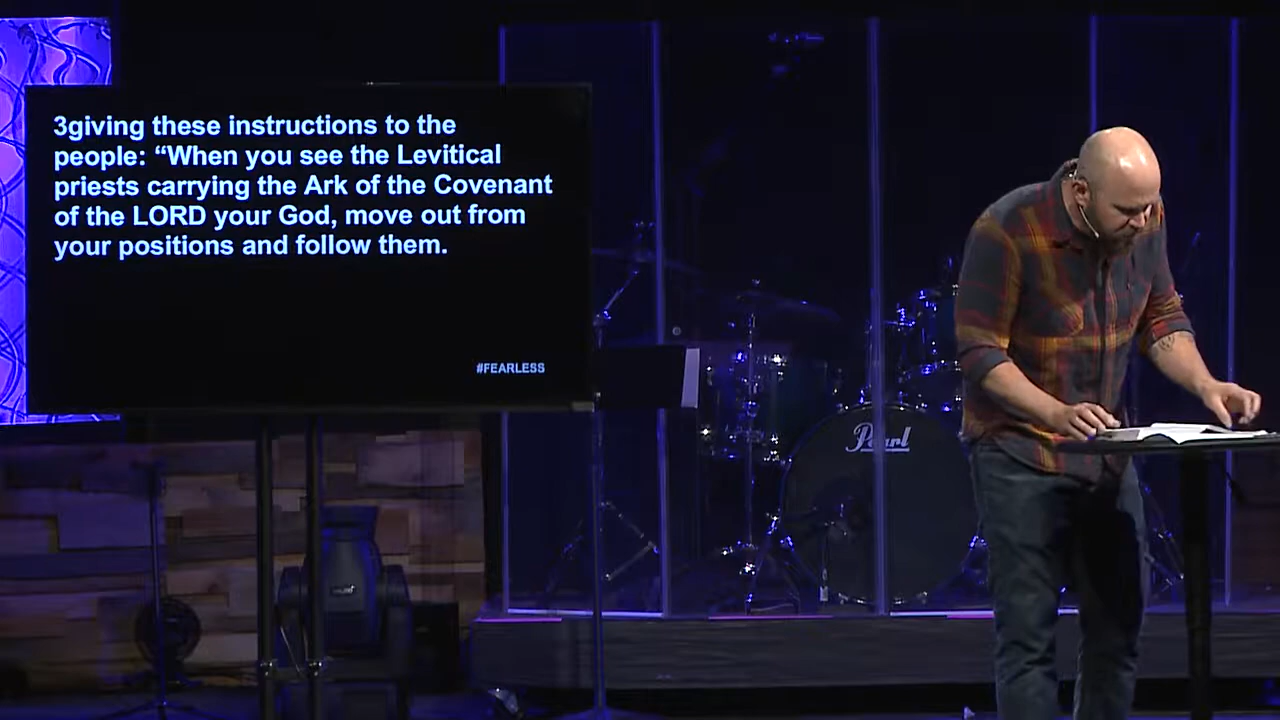 3giving these instructions to the
people: “When you see the Levitical
priests carrying the Ark of the Covenant
of the LORD your God, move out from
your positions and follow them.
#FEARLESS
Pearl